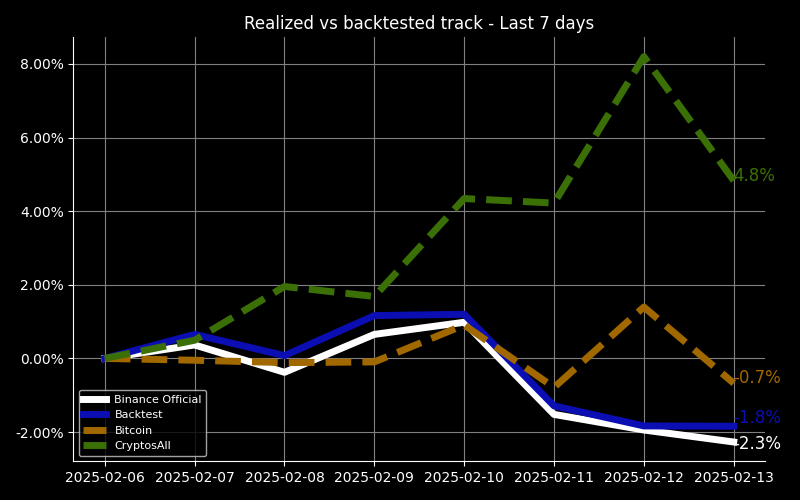 Realized vs backtested track - Last 7 days
8.00%
6.00%
4.00%
2.00%
0.00%
-2.00%
4.8%
-0.7%
-1.8%
-2.3%
Binance Official
Backtest
Bitcoin
CryptosAll
2025-02-06 2025-02-07 2025-02-08 2025-02-09 2025-02-10 2025-02-11 2025-02-12 2025-02-13